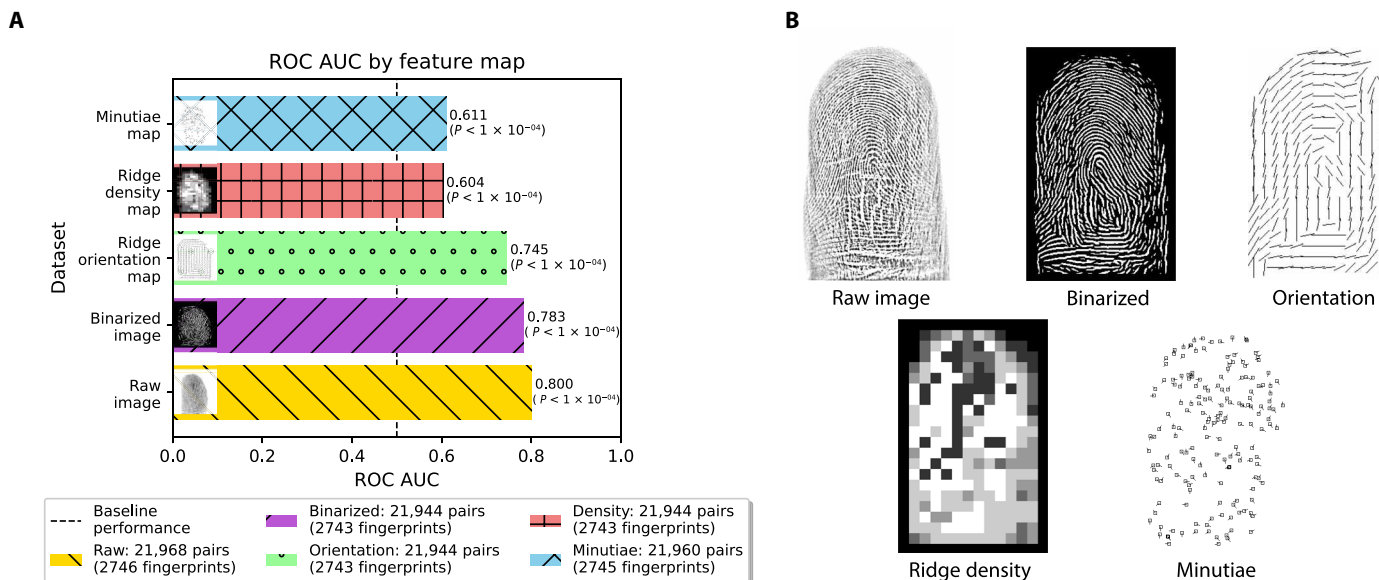 A
ROC AUC by feature map
Dataset
Minutiae
map
0.611
(P < 1 × 10⁻⁰⁴)
Ridge
density
map
0.604
(P < 1 × 10⁻⁰⁴)
Ridge
orientation
map
0.745
(P < 1 × 10⁻⁰⁴)
Binarized
image
0.783
( P < 1 × 10⁻⁰⁴)
Raw
image
0.800
( P < 1 × 10⁻⁰⁴)
0.0 0.2 0.4 0.6 0.8 1.0
ROC AUC
Baseline
performance
Raw: 21,968 pairs
(2746 fingerprints)
Binarized: 21,944 pairs
(2743 fingerprints)
Orientation: 21,944 pairs
(2743 fingerprints)
Density: 21,944 pairs
(2743 fingerprints)
Minutiae: 21,960 pairs
(2745 fingerprints)
B
Raw image
Binarized
Orientation
Ridge density
Minutiae